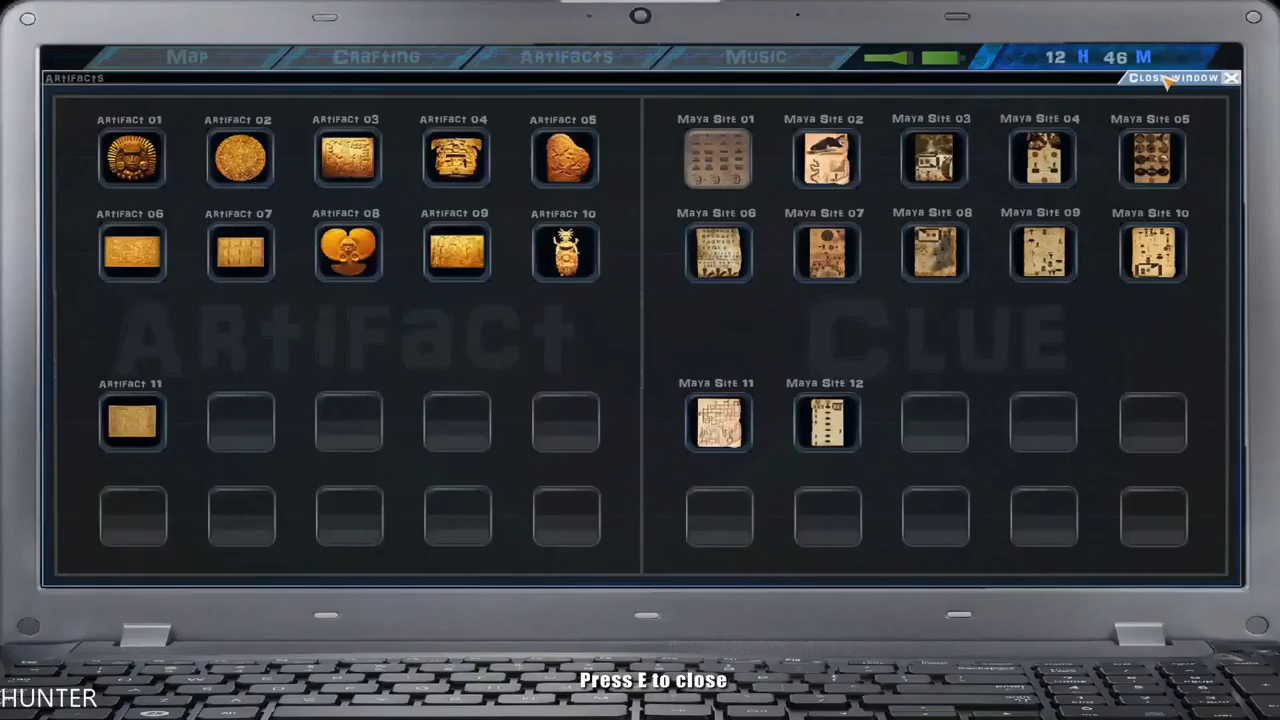 Map Crafting Artifacts Music 12 H 46 M
Artifacts Close window
Artifact 01 Artifact 02 Artifact 03 Artifact 04 Artifact 05 Maya Site 01 Maya Site 02 Maya Site 03 Maya Site 04 Maya Site 05
Artifact 06 Artifact 07 Artifact 08 Artifact 09 Artifact 10 Maya Site 06 Maya Site 07 Maya Site 08 Maya Site 09 Maya Site 10
Artifact Clue
Artifact 11 Maya Site 11 Maya Site 12
Press E to close
HUNTER